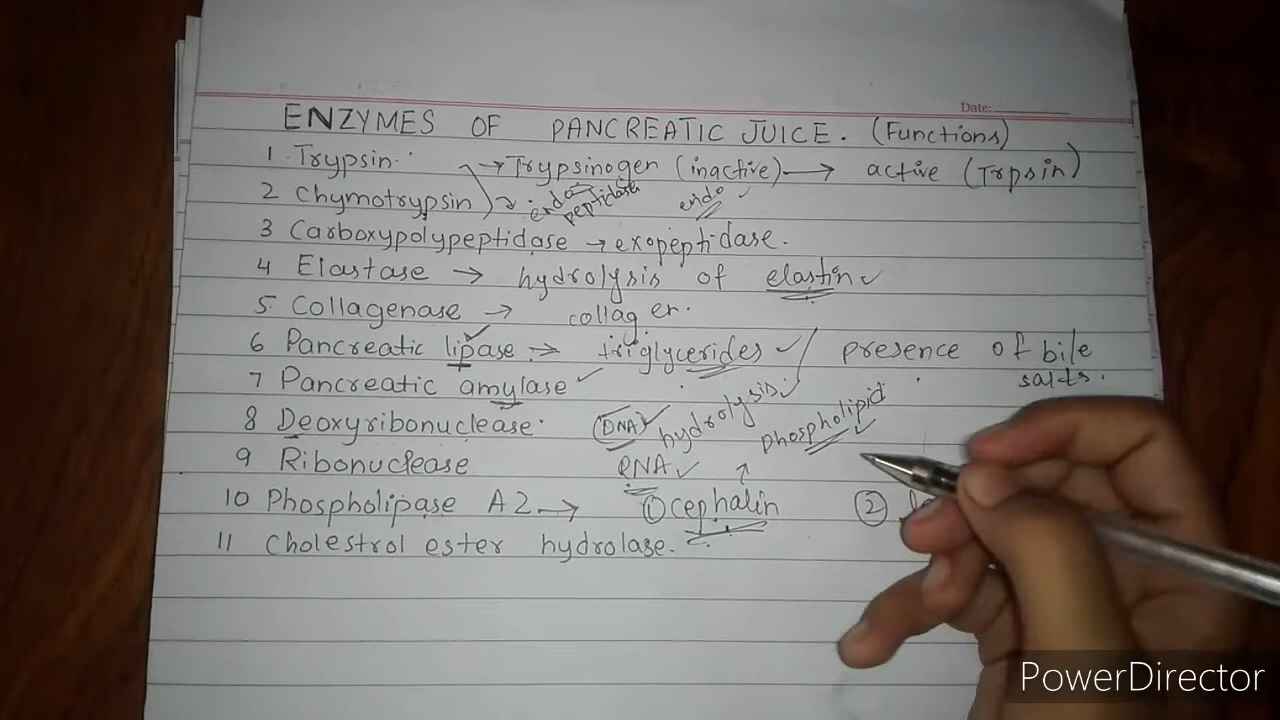 Date:
ENZYMES OF PANCREATIC JUICE. (Functions)
1. Trypsin. → Trypsinogen (inactive) → active (Trpsin)
2 Chymotrypsin → endo peptidase endo
3 Carboxypolypeptidase → exopeptidase.
4 Elastase → hydrolysis of elastin ✓
5. Collagenase → collagen.
6 Pancreatic lipase → triglycerides ✓ / presence of bile salts.
7 Pancreatic amylase ✓
8 Deoxyribonuclease. DNA ✓ hydrolysis ✓ phospholipid ✓
9 Ribonuclease RNA ✓
10 Phospholipase A2 → ① cephalin ②
11 Cholestrol ester hydrolase.
PowerDirector